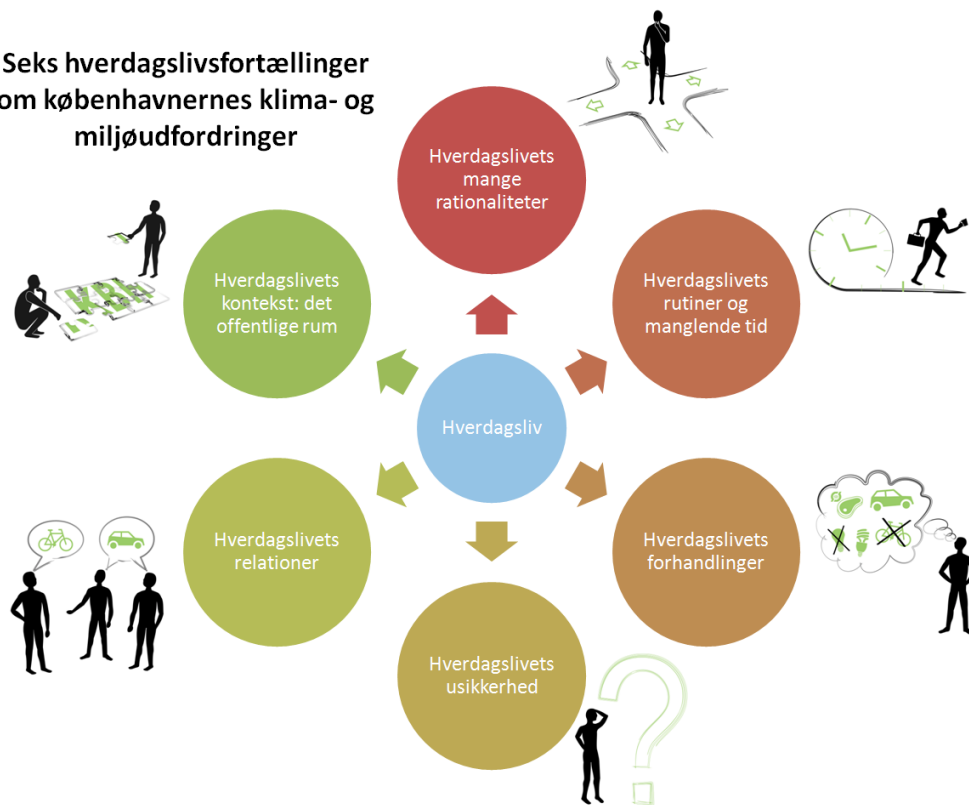 Seks hverdagslivsfortællinger
om københavnernes klima- og
miljøudfordringer
Hverdagslivets
mange
rationaliteter
Hverdagslivets
kontekst: det
offentlige rum
Hverdagslivets
rutiner og
manglende tid
Hverdagsliv
Hverdagslivets
relationer
Hverdagslivets
forhandlinger
Hverdagslivets
usikkerhed